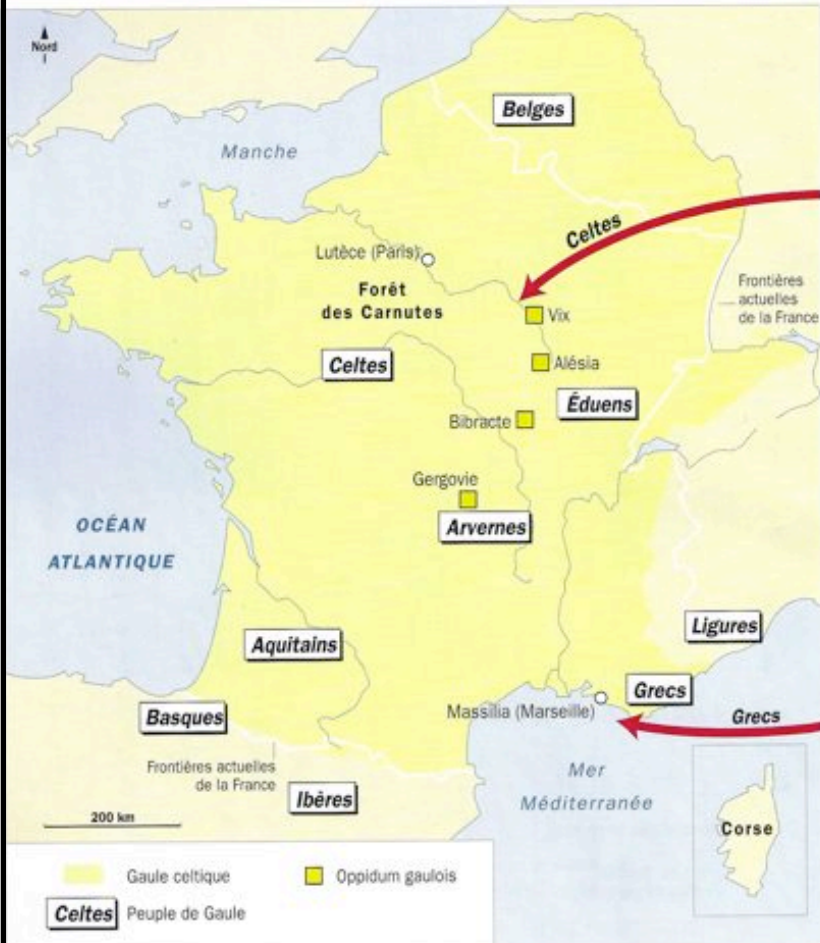 Nord
Belges
Manche
Celtes
Lutèce (Paris)
Frontières
actuelles
de la France
Forêt
des Carnutes
Vix
Celtes
Alésia
Éduens
Bibracte
Gergovie
OCÉAN
ATLANTIQUE
Arvernes
Aquitains
Ligures
Basques
Massilia (Marseille)
Grecs
Grecs
Frontières actuelles
de la France
Ibères
Mer
Méditerranée
200 km
Corse
Gaule celtique
Oppidum gaulois
Celtes Peuple de Gaule